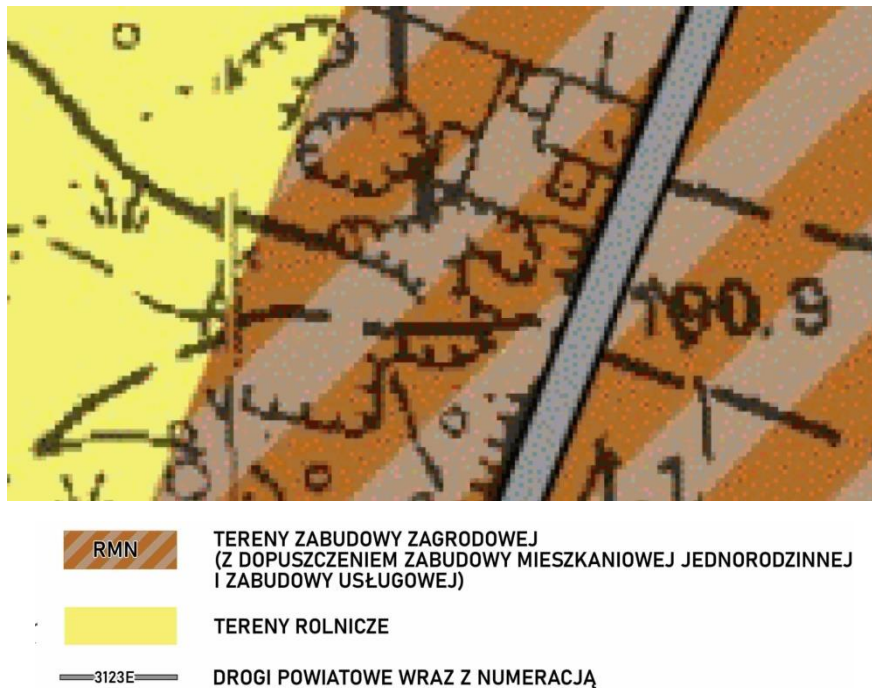 190.9
RMN
TERENY ZABUDOWY ZAGRODOWEJ
(Z DOPUSZCZENIEM ZABUDOWY MIESZKANIOWEJ JEDNORODZINNEJ
I ZABUDOWY USŁUGOWEJ)
TERENY ROLNICZE
3123E
DROGI POWIATOWE WRAZ Z NUMERACJĄ